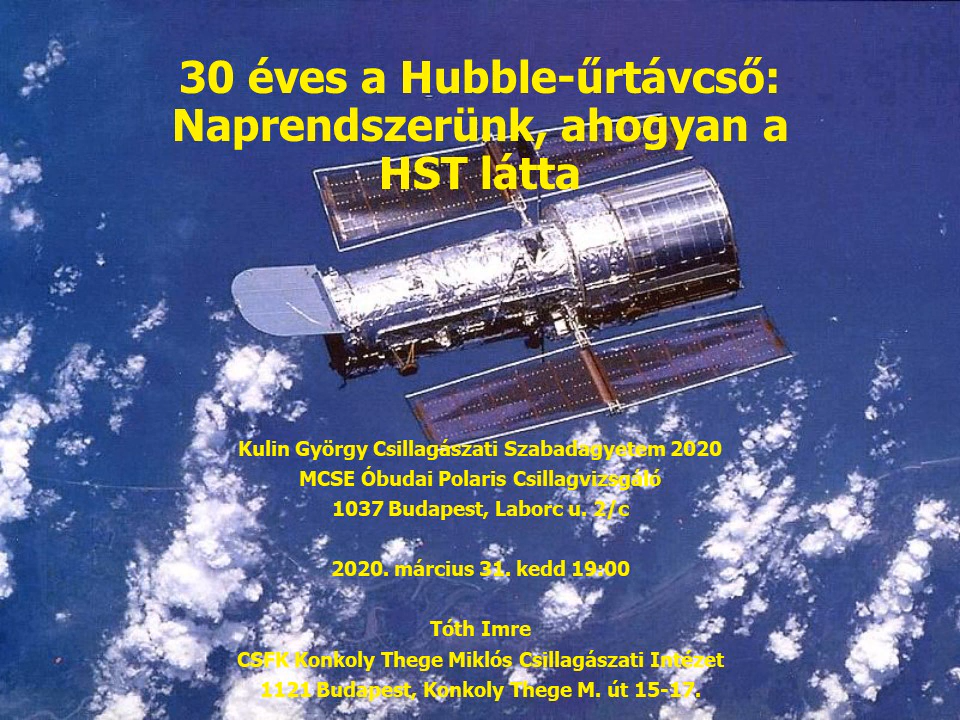 30 éves a Hubble-űrtávcső:
Naprendszerünk, ahogyan a
HST látta
Kulin György Csillagászati Szabadagyetem 2020
MCSE Óbudai Polaris Csillagvizsgáló
1037 Budapest, Laborc u. 2/c
2020. március 31. kedd 19:00
Tóth Imre
CSFK Konkoly Thege Miklós Csillagászati Intézet
1121 Budapest, Konkoly Thege M. út 15-17.